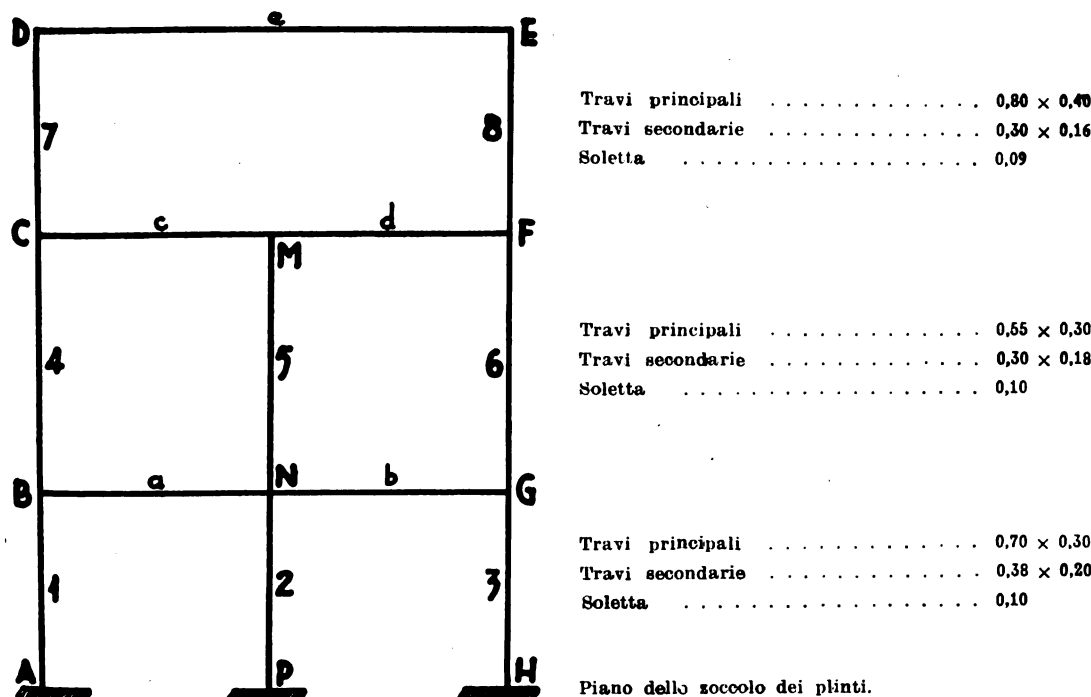 D e E
7 8
Travi principali . . . . . . . . . . . . . 0,80 × 0,40
Travi secondarie . . . . . . . . . . . . . 0,30 × 0,16
Soletta . . . . . . . . . . . . . . . . . . 0,09
C c d F
M
4 5 6
Travi principali . . . . . . . . . . . . . 0,55 × 0,30
Travi secondarie . . . . . . . . . . . . . 0,30 × 0,18
Soletta . . . . . . . . . . . . . . . . . . 0,10
B a N b G
1 2 3
Travi principali . . . . . . . . . . . . . 0,70 × 0,30
Travi secondarie . . . . . . . . . . . . . 0,38 × 0,20
Soletta . . . . . . . . . . . . . . . . . . 0,10
A P H
Piano dello zoccolo dei plinti.